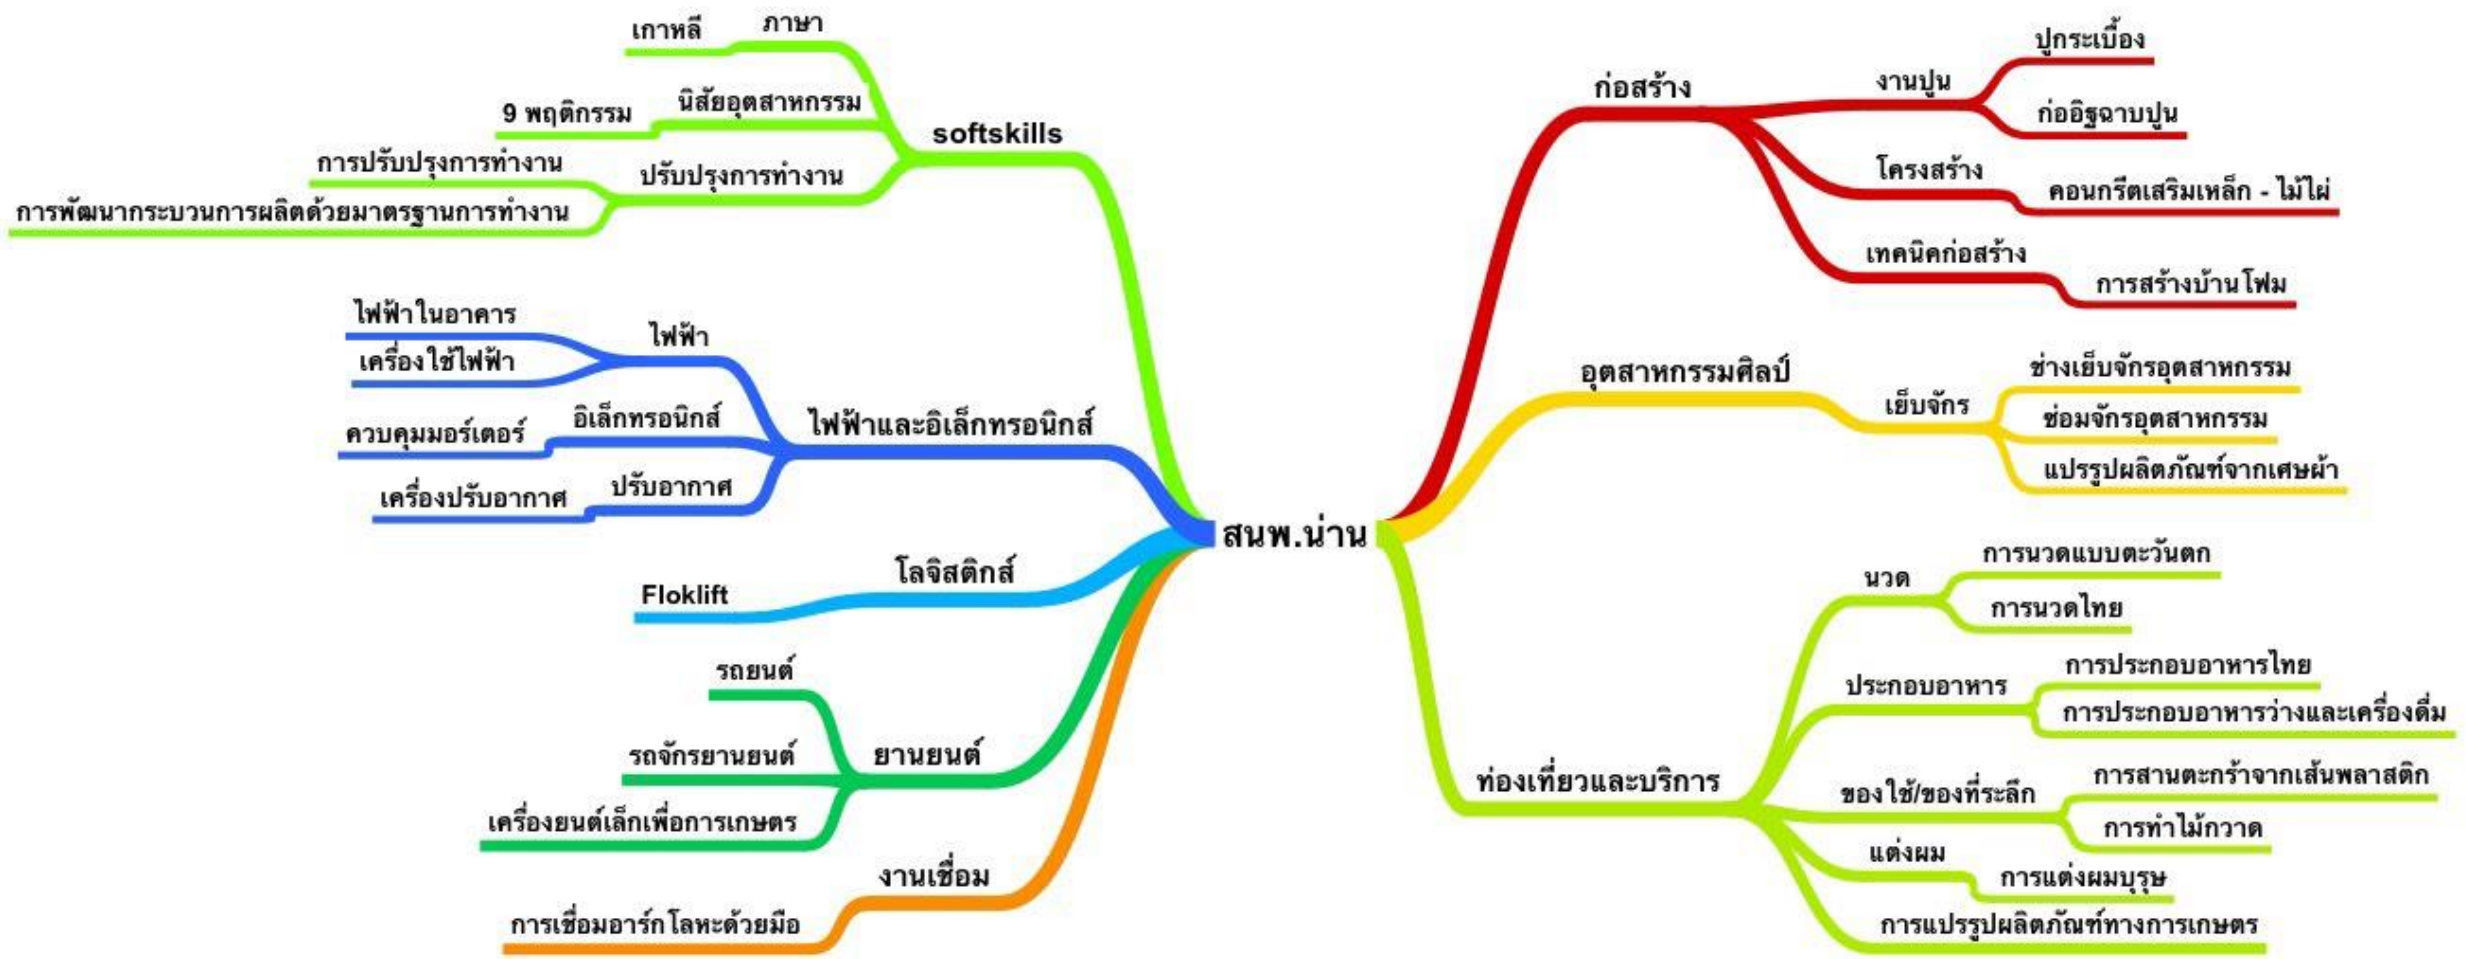 สนพ.น่าน
softskills
ภาษา
เกาหลี
นิสัยอุตสาหกรรม
9 พฤติกรรม
ปรับปรุงการทำงาน
การปรับปรุงการทำงาน
การพัฒนากระบวนการผลิตด้วยมาตรฐานการทำงาน
ไฟฟ้าและอิเล็กทรอนิกส์
ไฟฟ้า
ไฟฟ้าในอาคาร
เครื่องใช้ไฟฟ้า
อิเล็กทรอนิกส์
ควบคุมมอร์เตอร์
ปรับอากาศ
เครื่องปรับอากาศ
โลจิสติกส์
Floklift
ยานยนต์
รถยนต์
รถจักรยานยนต์
เครื่องยนต์เล็กเพื่อการเกษตร
งานเชื่อม
การเชื่อมอาร์กโลหะด้วยมือ
ก่อสร้าง
งานปูน
ปูกระเบื้อง
ก่ออิฐฉาบปูน
โครงสร้าง
คอนกรีตเสริมเหล็ก - ไม้ไผ่
เทคนิคก่อสร้าง
การสร้างบ้านโฟม
อุตสาหกรรมศิลป์
เย็บจักร
ช่างเย็บจักรอุตสาหกรรม
ซ่อมจักรอุตสาหกรรม
แปรรูปผลิตภัณฑ์จากเศษผ้า
ท่องเที่ยวและบริการ
นวด
การนวดแบบตะวันตก
การนวดไทย
ประกอบอาหาร
การประกอบอาหารไทย
การประกอบอาหารว่างและเครื่องดื่ม
ของใช้/ของที่ระลึก
การสานตะกร้าจากเส้นพลาสติก
การทำไม้กวาด
แต่งผม
การแต่งผมบุรุษ
การแปรรูปผลิตภัณฑ์ทางการเกษตร